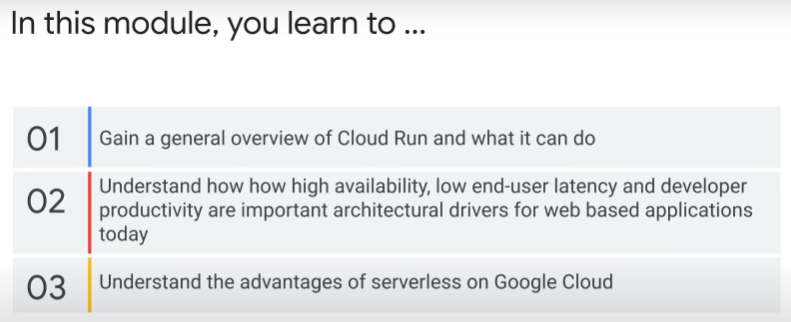 In this module, you learn to ...
01
Gain a general overview of Cloud Run and what it can do
02
Understand how how high availability, low end-user latency and developer
productivity are important architectural drivers for web based applications
today
03
Understand the advantages of serverless on Google Cloud